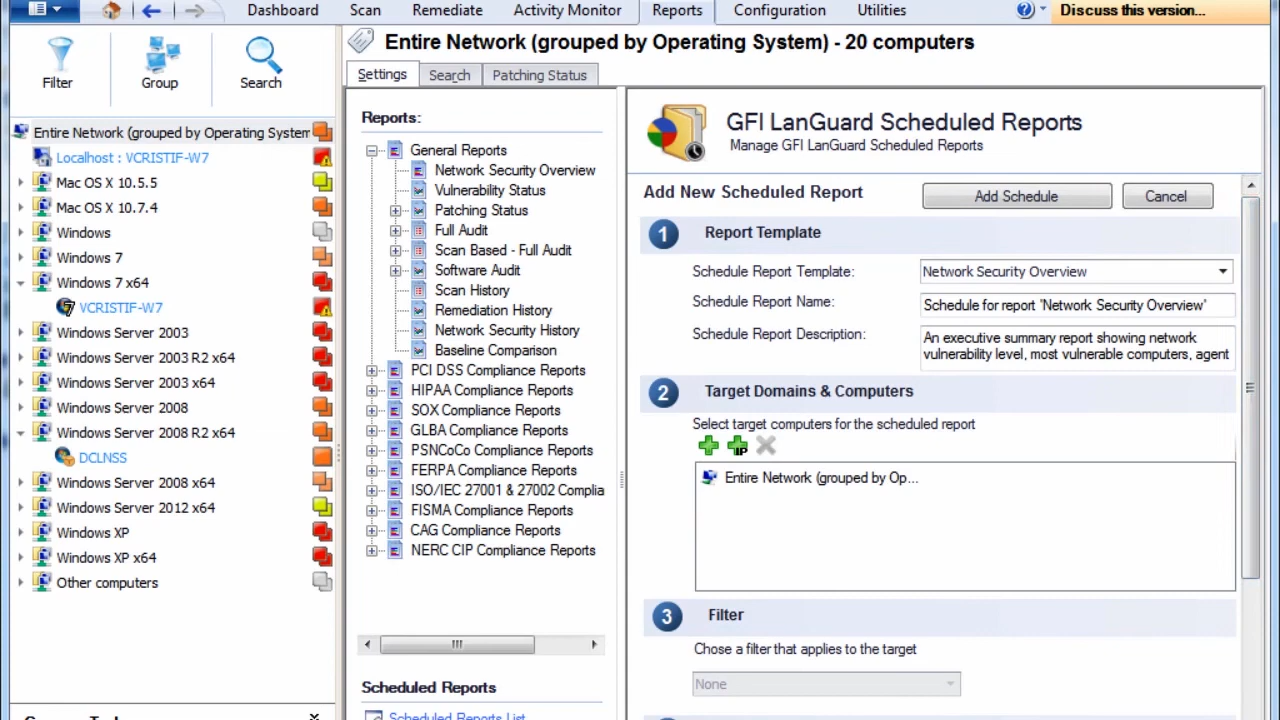 Dashboard
Scan
Remediate
Activity Monitor
Reports
Configuration
Utilities
Discuss this version...
Filter
Group
Search
Entire Network (grouped by Operating System) - 20 computers
Settings
Search
Patching Status
Entire Network (grouped by Operating System
Localhost : VCRISTIF-W7
Mac OS X 10.5.5
Mac OS X 10.7.4
Windows
Windows 7
Windows 7 x64
VCRISTIF-W7
Windows Server 2003
Windows Server 2003 R2 x64
Windows Server 2003 x64
Windows Server 2008
Windows Server 2008 R2 x64
DCLNSS
Windows Server 2008 x64
Windows Server 2012 x64
Windows XP
Windows XP x64
Other computers
Reports:
General Reports
Network Security Overview
Vulnerability Status
Patching Status
Full Audit
Scan Based - Full Audit
Software Audit
Scan History
Remediation History
Network Security History
Baseline Comparison
PCI DSS Compliance Reports
HIPAA Compliance Reports
SOX Compliance Reports
GLBA Compliance Reports
PSNCoCo Compliance Reports
FERPA Compliance Reports
ISO/IEC 27001 & 27002 Complia
FISMA Compliance Reports
CAG Compliance Reports
NERC CIP Compliance Reports
Scheduled Reports
Scheduled Reports List
GFI LanGuard Scheduled Reports
Manage GFI LanGuard Scheduled Reports
Add New Scheduled Report
Add Schedule
Cancel
1 Report Template
Schedule Report Template: Network Security Overview
Schedule Report Name: Schedule for report 'Network Security Overview'
Schedule Report Description: An executive summary report showing network
vulnerability level, most vulnerable computers, agent
2 Target Domains & Computers
Select target computers for the scheduled report
IP
Entire Network (grouped by Op...
3 Filter
Chose a filter that applies to the target
None